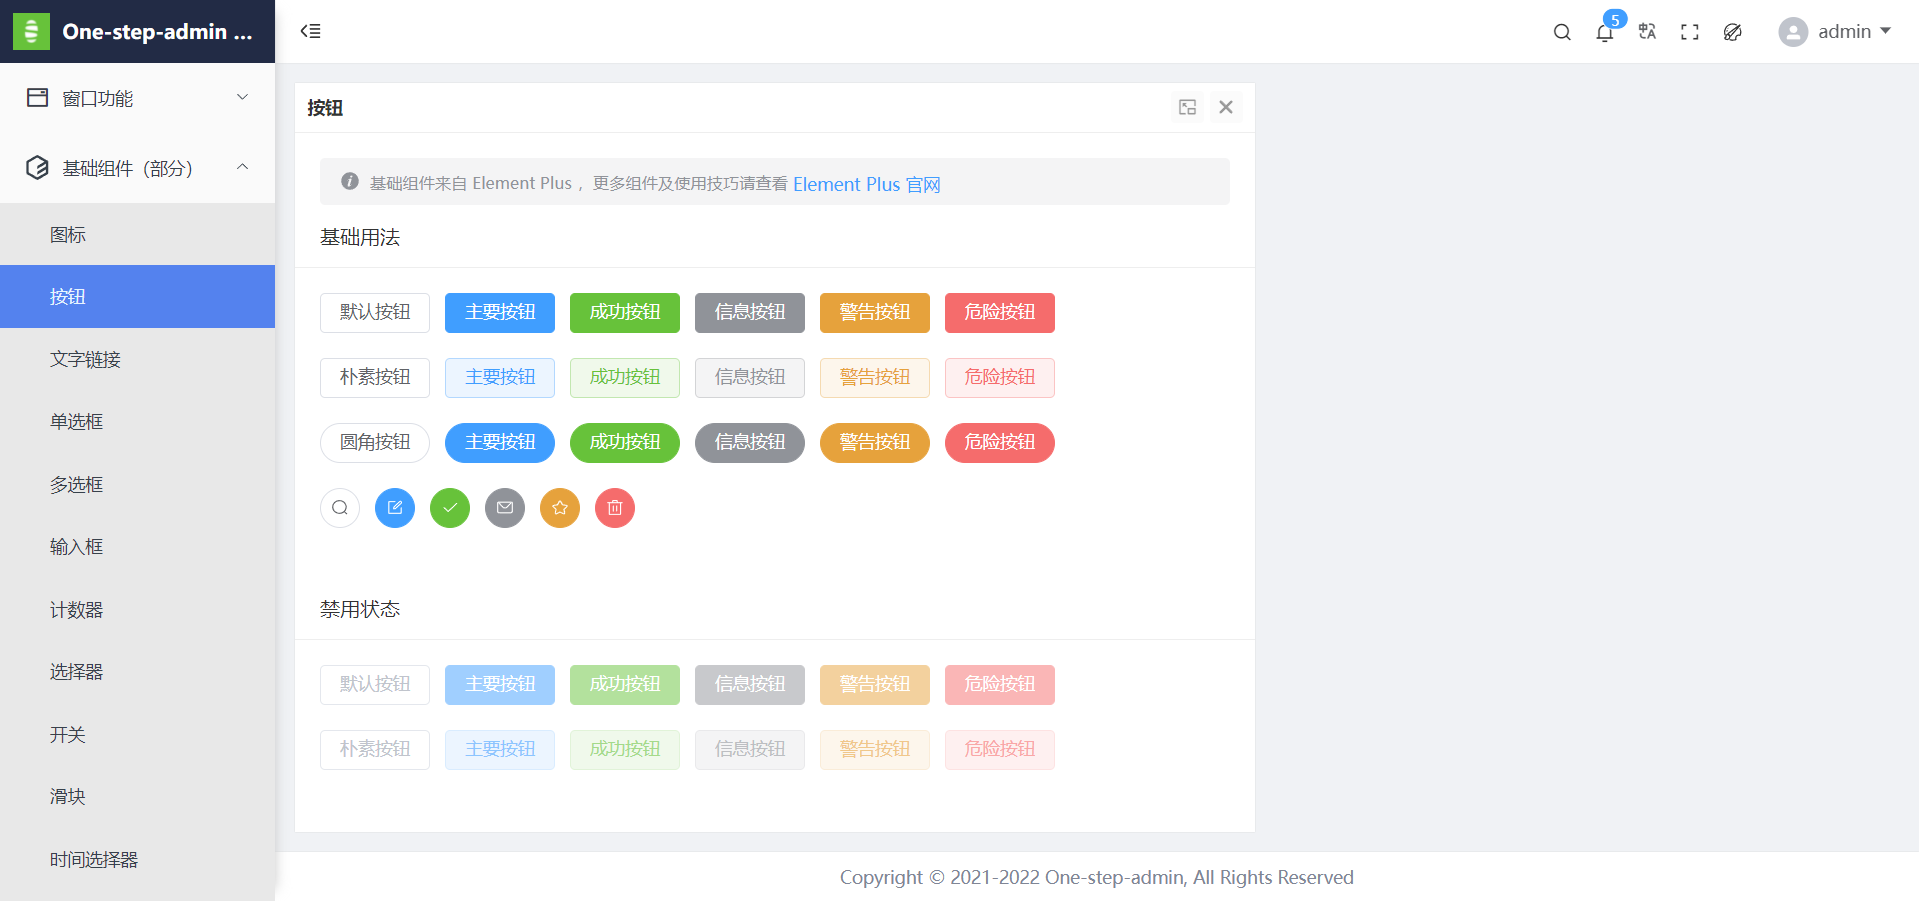 One-step-admin ...
5
admin
窗口功能
基础组件（部分）
图标
按钮
文字链接
单选框
多选框
输入框
计数器
选择器
开关
滑块
时间选择器
按钮
基础组件来自 Element Plus ，更多组件及使用技巧请查看 Element Plus 官网
基础用法
默认按钮 主要按钮 成功按钮 信息按钮 警告按钮 危险按钮
朴素按钮 主要按钮 成功按钮 信息按钮 警告按钮 危险按钮
圆角按钮 主要按钮 成功按钮 信息按钮 警告按钮 危险按钮
禁用状态
默认按钮 主要按钮 成功按钮 信息按钮 警告按钮 危险按钮
朴素按钮 主要按钮 成功按钮 信息按钮 警告按钮 危险按钮
Copyright © 2021-2022 One-step-admin, All Rights Reserved